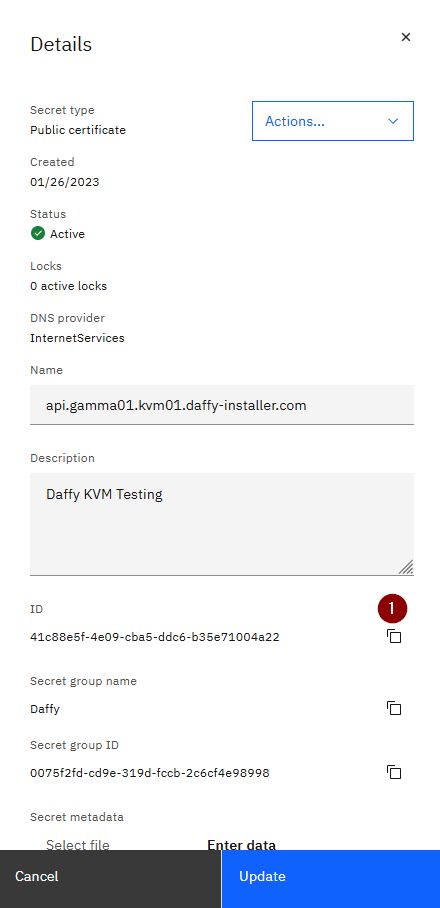 Details
Secret type
Public certificate
Actions...
Created
01/26/2023
Status
Active
Locks
0 active locks
DNS provider
InternetServices
Name
api.gamma01.kvm01.daffy-installer.com
Description
Daffy KVM Testing
ID
1
41c88e5f-4e09-cba5-ddc6-b35e71004a22
Secret group name
Daffy
Secret group ID
0075f2fd-cd9e-319d-fccb-2c6cf4e98998
Secret metadata
Select file
Enter data
Cancel
Update